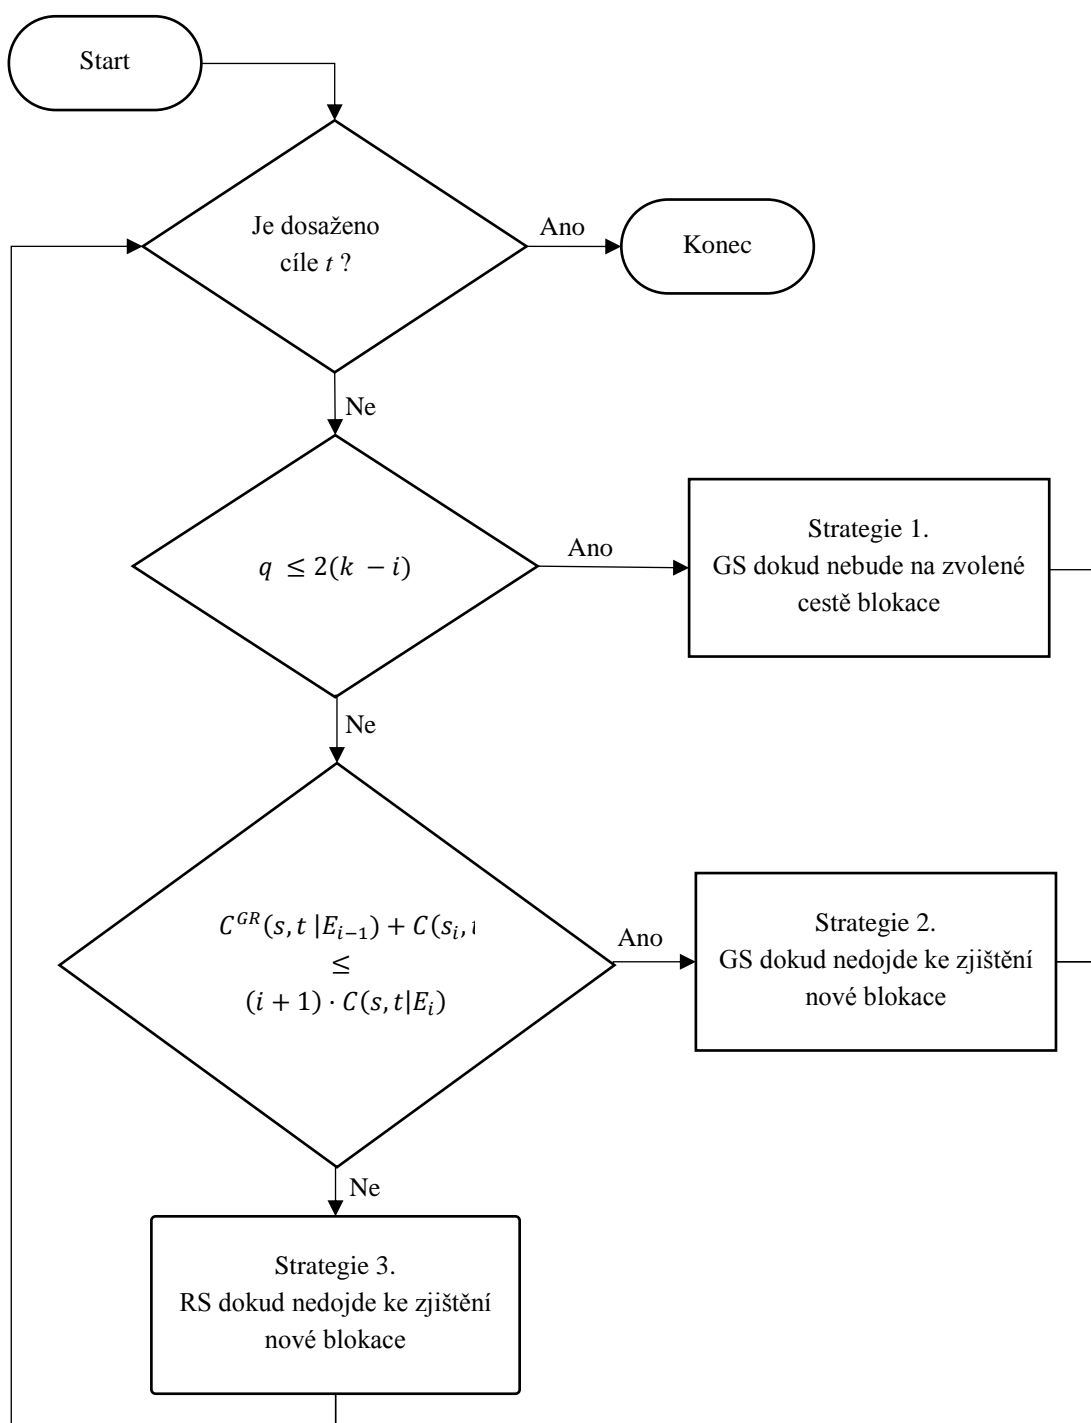 Start
Je dosaženo
cíle t ?
Ano
Konec
Ne
q ≤ 2(k − i)
Ano
Strategie 1.
GS dokud nebude na zvolené
cestě blokace
Ne
C^{GR}(s, t |E_{i−1}) + C(s_i,
≤
(i + 1) · C(s, t|E_i)
Ano
Strategie 2.
GS dokud nedojde ke zjištění
nové blokace
Ne
Strategie 3.
RS dokud nedojde ke zjištění
nové blokace